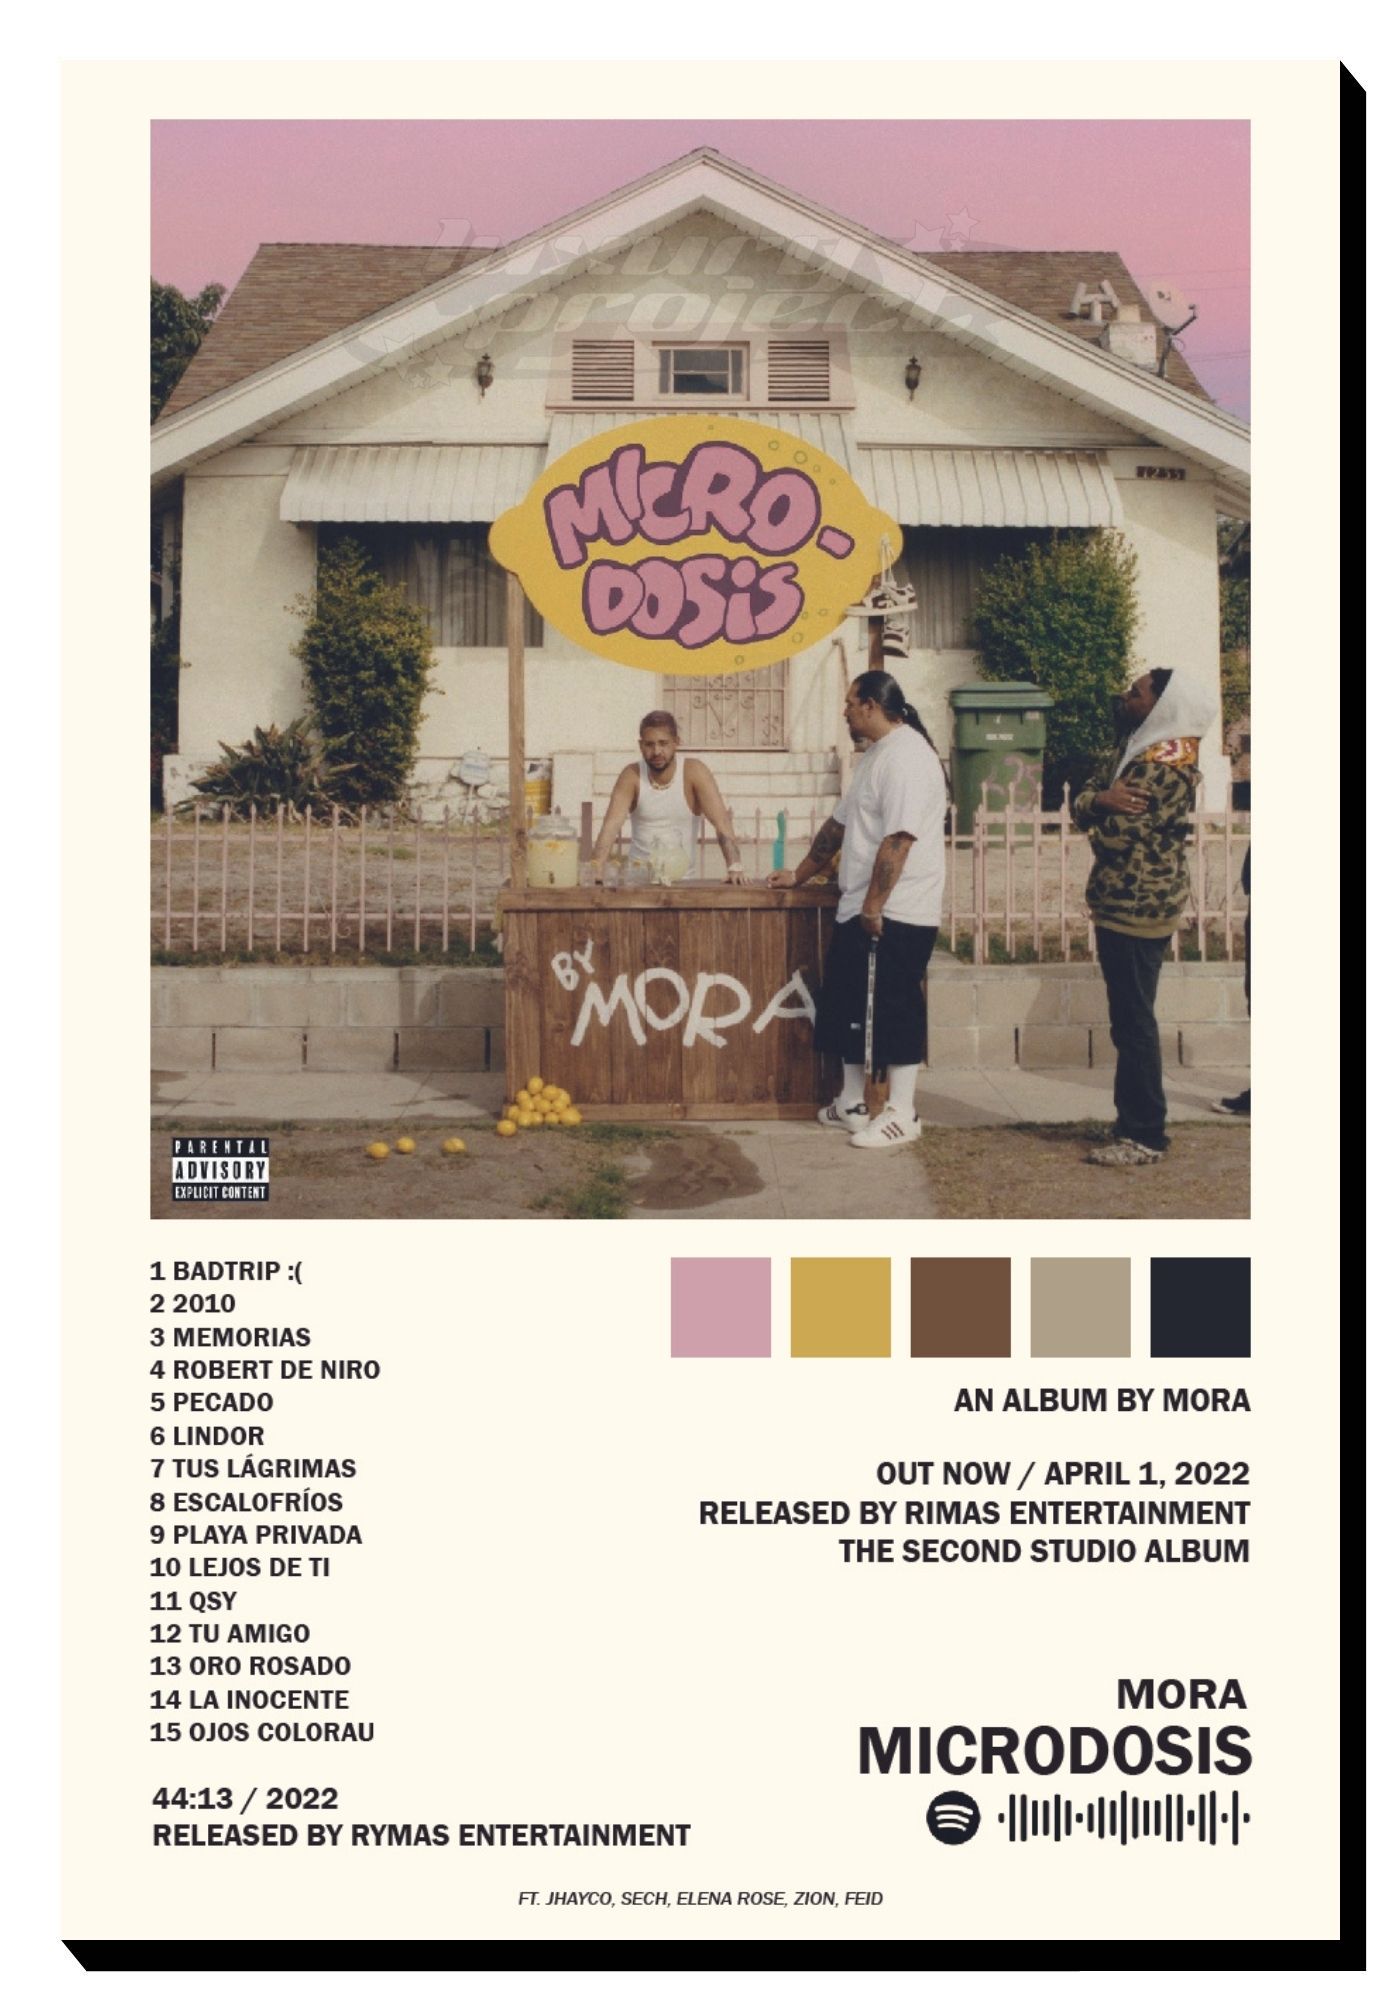 luxury
project
1235
MICRO-
DOSIS
BY
MORA
PARENTAL
ADVISORY
EXPLICIT CONTENT
1 BADTRIP :(
2 2010
3 MEMORIAS
4 ROBERT DE NIRO
5 PECADO
6 LINDOR
7 TUS LÁGRIMAS
8 ESCALOFRÍOS
9 PLAYA PRIVADA
10 LEJOS DE TI
11 QSY
12 TU AMIGO
13 ORO ROSADO
14 LA INOCENTE
15 OJOS COLORAU
44:13 / 2022
RELEASED BY RYMAS ENTERTAINMENT
AN ALBUM BY MORA
OUT NOW / APRIL 1, 2022
RELEASED BY RIMAS ENTERTAINMENT
THE SECOND STUDIO ALBUM
MORA
MICRODOSIS
FT. JHAYCO, SECH, ELENA ROSE, ZION, FEID